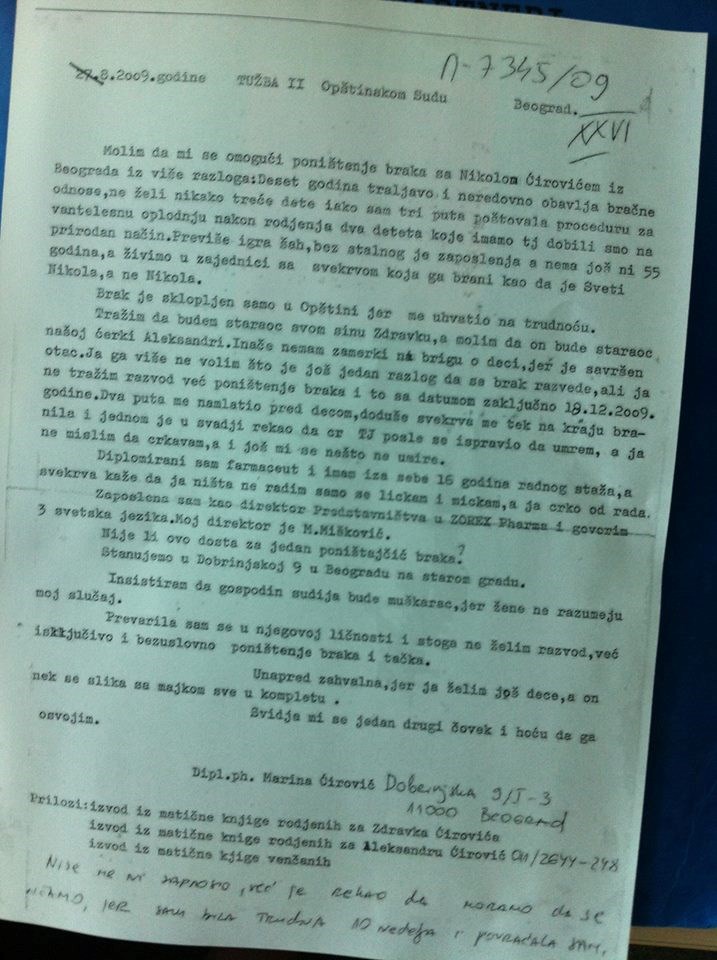 27.8.2009.godine TUŽBA II Opštinskom Sudu
П-7345/09
Beograd.
XXVI
Molim da mi se omogući poništenje braka sa Nikolom Ćirovićem iz
Beograda iz više razloga:Deset godina traljavo i neredovno obavlja bračne
odnose,ne želi nikako treće dete iako sam tri puta poštovala proceduru za
vantelesnu oplodnju nakon rodjenja dva deteta koje imamo tj dobili smo na
prirodan način.Previše igra šah,bez stalnog je zaposlenja a nema još ni 55
godina,a živimo u zajednici sa svekrvom koja ga brani kao da je Sveti
Nikola,a ne Nikola.
Brak je sklopljen samo u Opštini jer me uhvatio na trudnoću.
Tražim da budem staraoc svom sinu Zdravku,a molim da on bude staraoc
našoj ćerki Aleksandri.Inače nemam zamerki na brigu o deci,jer je savršen
otac.Ja ga više ne volim što je još jedan razlog da se brak razvede,ali ja
ne tražim razvod već poništenje braka i to sa datumom zaključno 19.12.2009.
godine.Dva puta me namlatio pred decom,doduše svekrva me tek na kraju bra-
nila i jednom je u svadji rekao da cr TJ posle se ispravio da umrem, a ja
ne mislim da crkavam,a i još mi se nešto ne umire.
Diplomirani sam farmaceut i imam iza sebe 16 godina radnog staža,a
svekrva kaže da ja ništa ne radim samo se lickam i mickam,a ja crko od rada.
Zaposlena sam kao direktor Predstavništva u ZOREX Pharma i govorim
3 svetska jezika.Moj direktor je M.Mišković.
Nije li ovo dosta za jedan poništajčić braka?
Stanujemo u Dobrinjskoj 9 u Beogradu na starom gradu.
Insistiram da gospodin sudija bude muškarac,jer žene ne razumeju
moj slučaj.
Prevarila sam se u njegovoj ličnosti i stoga ne želim razvod,već
isključivo i bezuslovno poništenje braka i tačka.
Unapred zahvalna,jer ja želim još dece,a on
nek se slika sa majkom sve u kompletu .
Svidja mi se jedan drugi čovek i hoću da ga
osvojim.
Dipl.ph. Marina Ćirović Dobrinjska 9/I-3
11000 BEOGRAD
Prilozi:izvod iz matične knjige rodjenih za Zdravka Ćirovića
izvod iz matične knige rodjenih za Aleksandru Ćirović 011/2644-248
izvod iz matične kjige venčanih
NIJE ME NI ZAPROSIO, već je REKAO da MORAMO da SE
JER SAM BILA TRUDNA 10 nedelja i POVRAĆALA SAM,